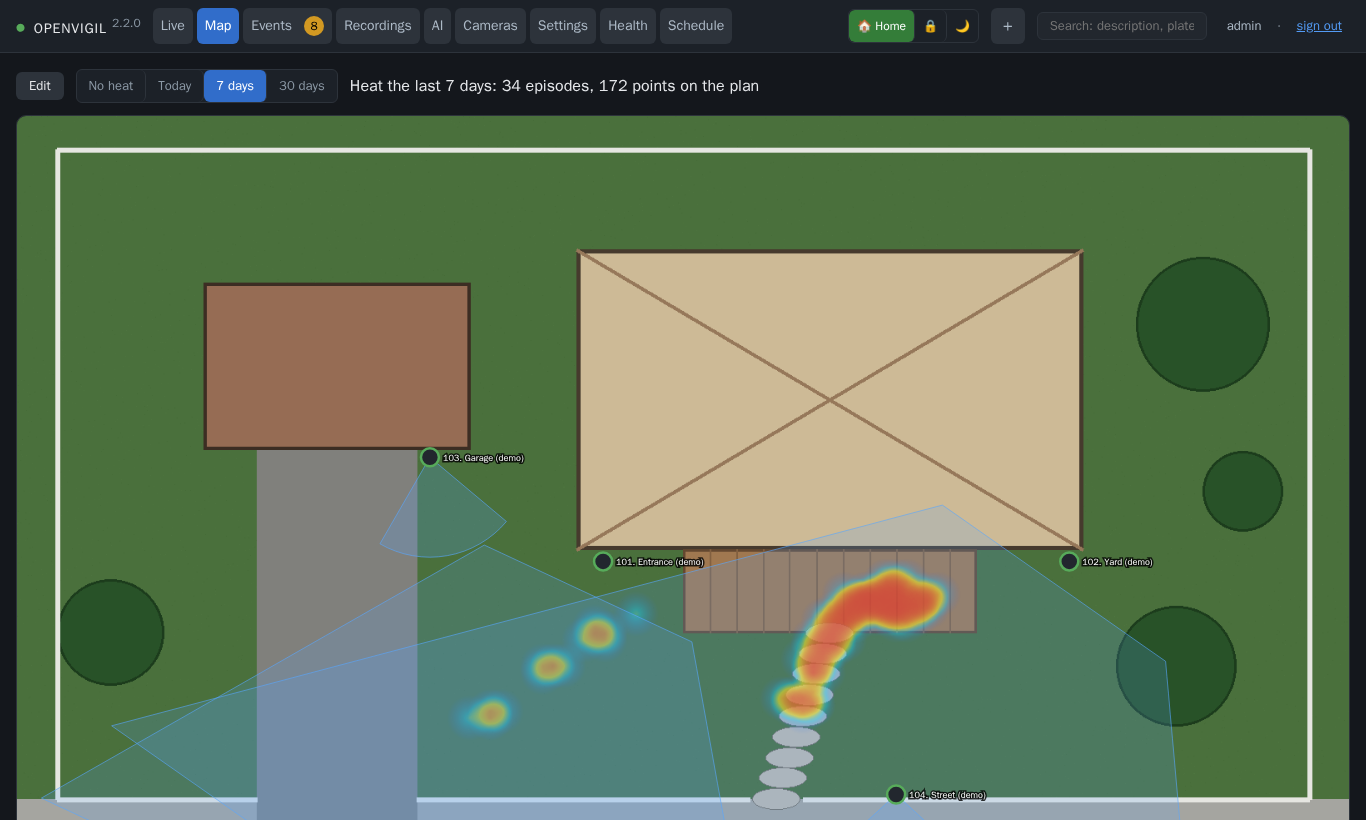 OPENVIGIL 2.2.0 Live Map Events 8 Recordings AI Cameras Settings Health Schedule 🏠 Home 🔒 🌙 + Search: description, plate admin · sign out
Edit No heat Today 7 days 30 days Heat the last 7 days: 34 episodes, 172 points on the plan
103. Garage (demo)
101. Entrance (demo)
102. Yard (demo)
104. Street (demo)